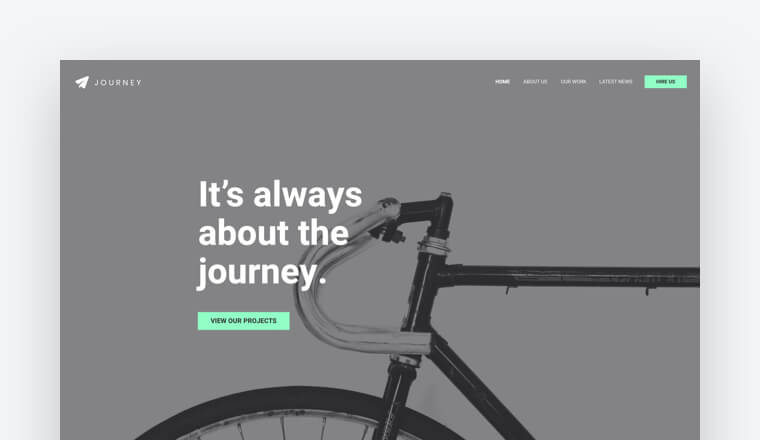 JOURNEY
HOME
ABOUT US
OUR WORK
LATEST NEWS
HIRE US
It’s always
about the
journey.
VIEW OUR PROJECTS